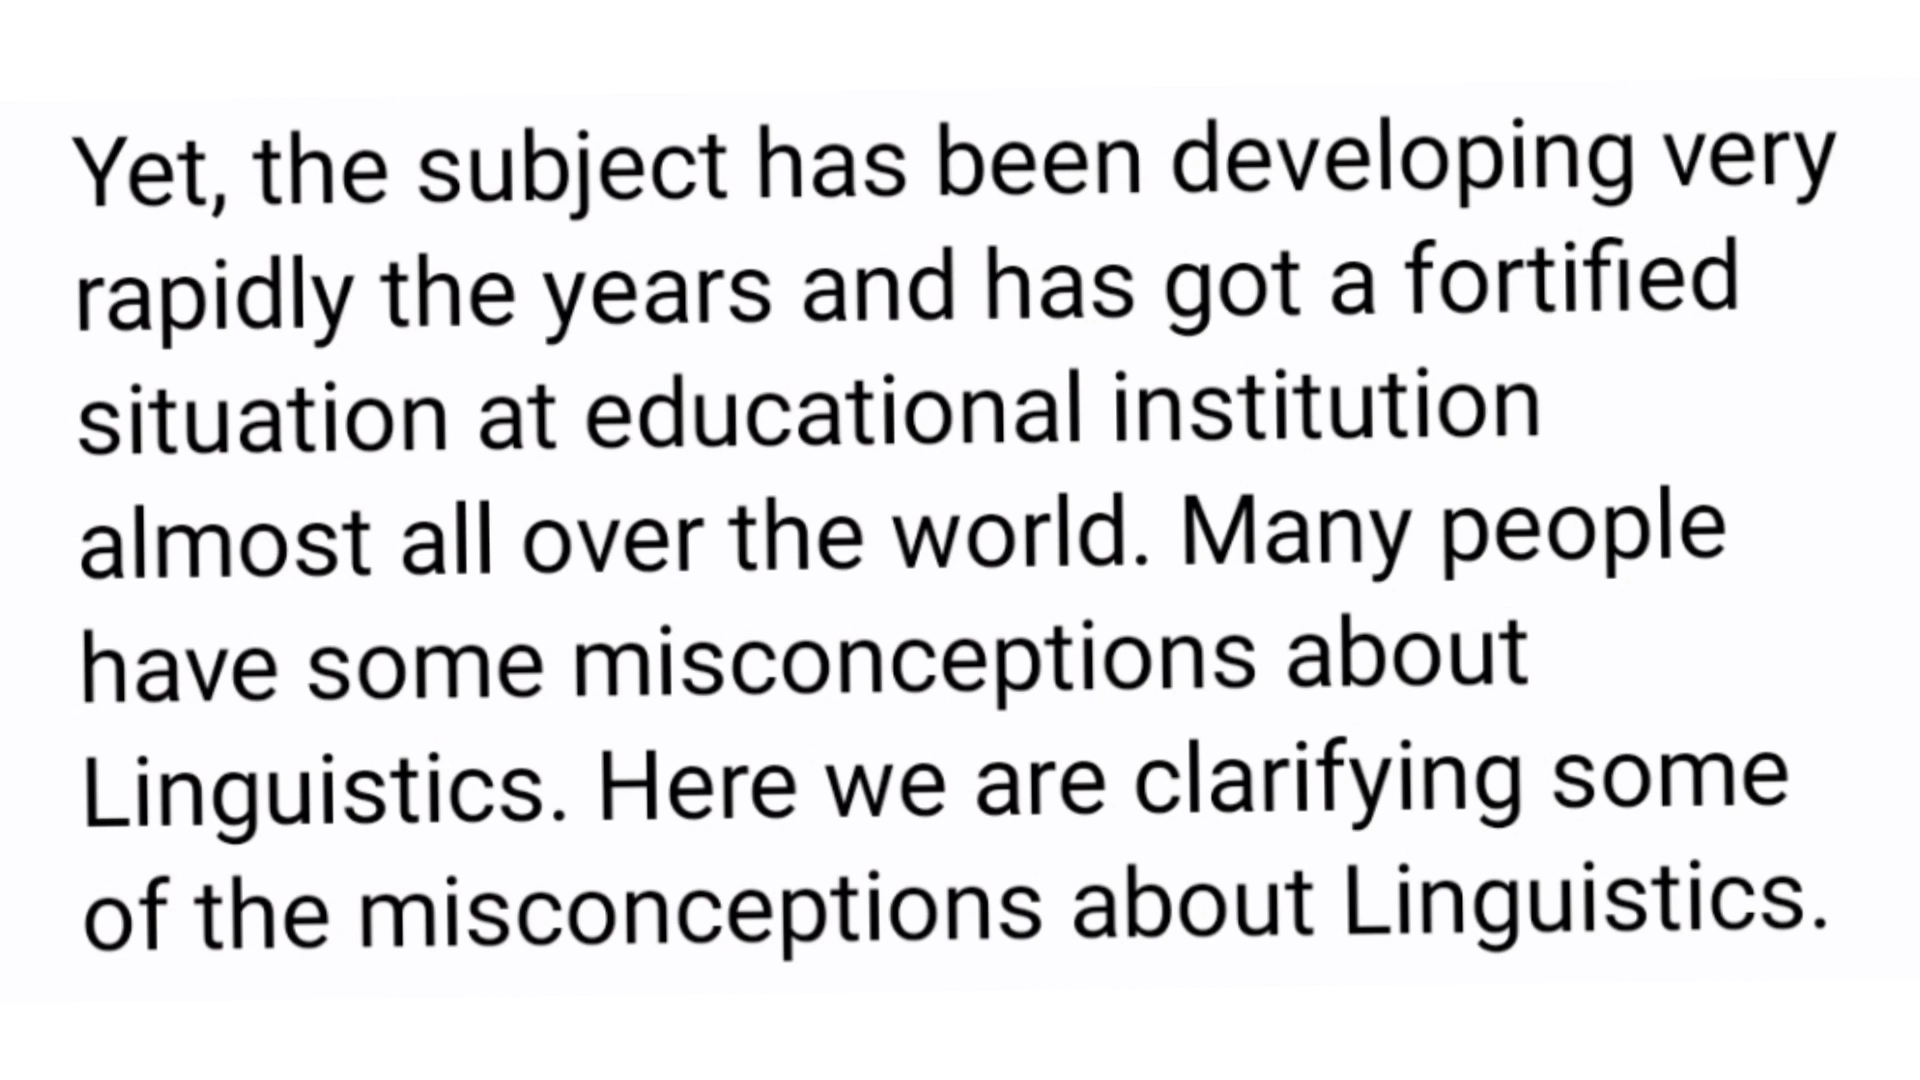 Yet, the subject has been developing very
rapidly the years and has got a fortified
situation at educational institution
almost all over the world. Many people
have some misconceptions about
Linguistics. Here we are clarifying some
of the misconceptions about Linguistics.